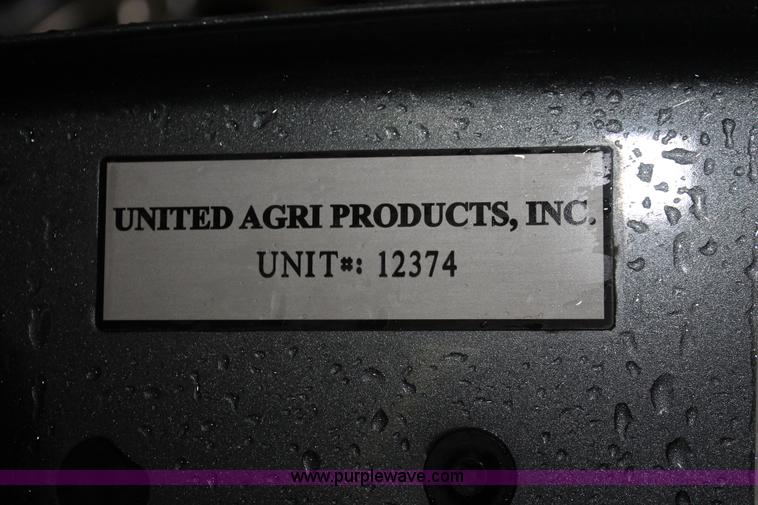 UNITED AGRI PRODUCTS, INC.
UNIT#: 12374
www.purplewave.com